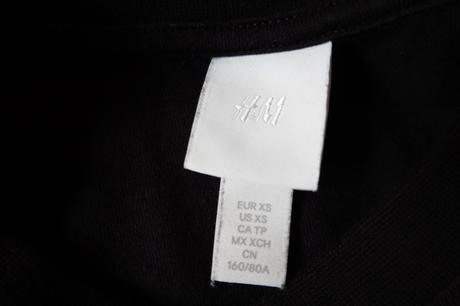 H&M
EUR XS
US XS
CA TP
MX XCH
CN
160/80A